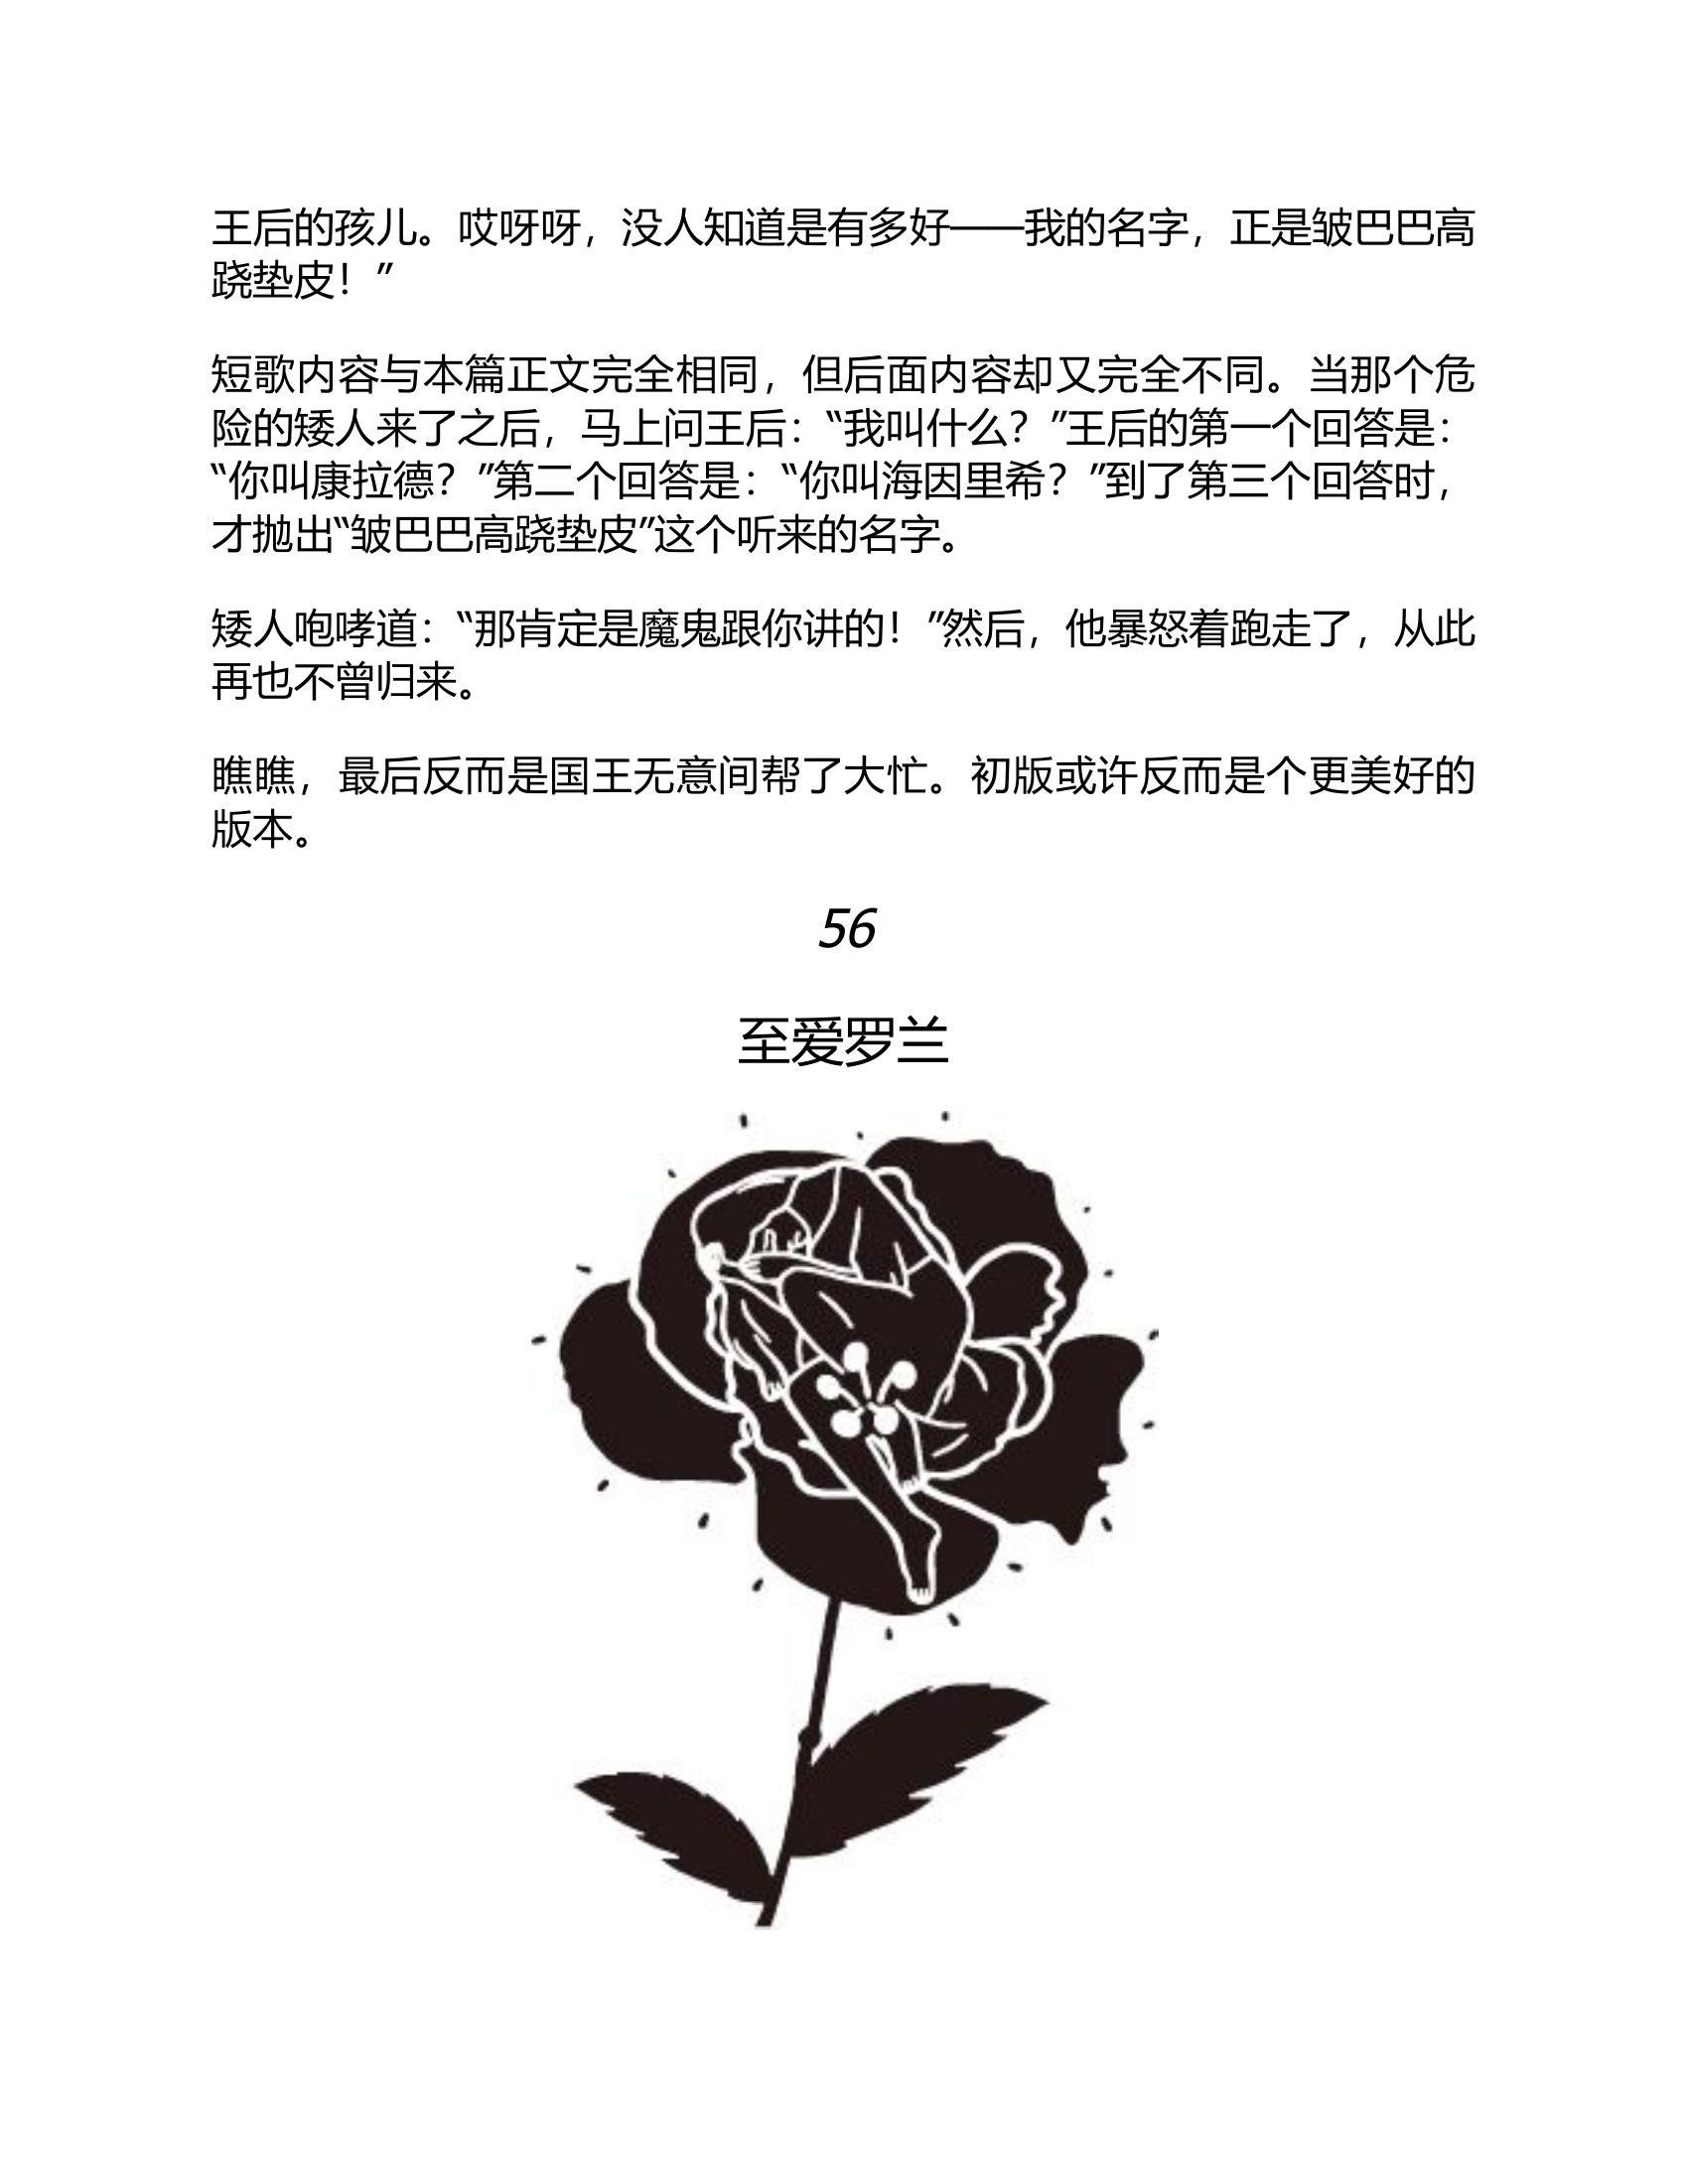 王后的孩儿。哎呀呀，没人知道是有多好——我的名字，正是皱巴巴高
跷垫皮！”
短歌内容与本篇正文完全相同，但后面内容却又完全不同。当那个危
险的矮人来了之后，马上问王后：“我叫什么？”王后的第一个回答是：
“你叫康拉德？”第二个回答是：“你叫海因里希？”到了第三个回答时，
才抛出“皱巴巴高跷垫皮”这个听来的名字。
矮人咆哮道：“那肯定是魔鬼跟你讲的！”然后，他暴怒着跑走了，从此
再也不曾归来。
瞧瞧，最后反而是国王无意间帮了大忙。初版或许反而是个更美好的
版本。
56
至爱罗兰